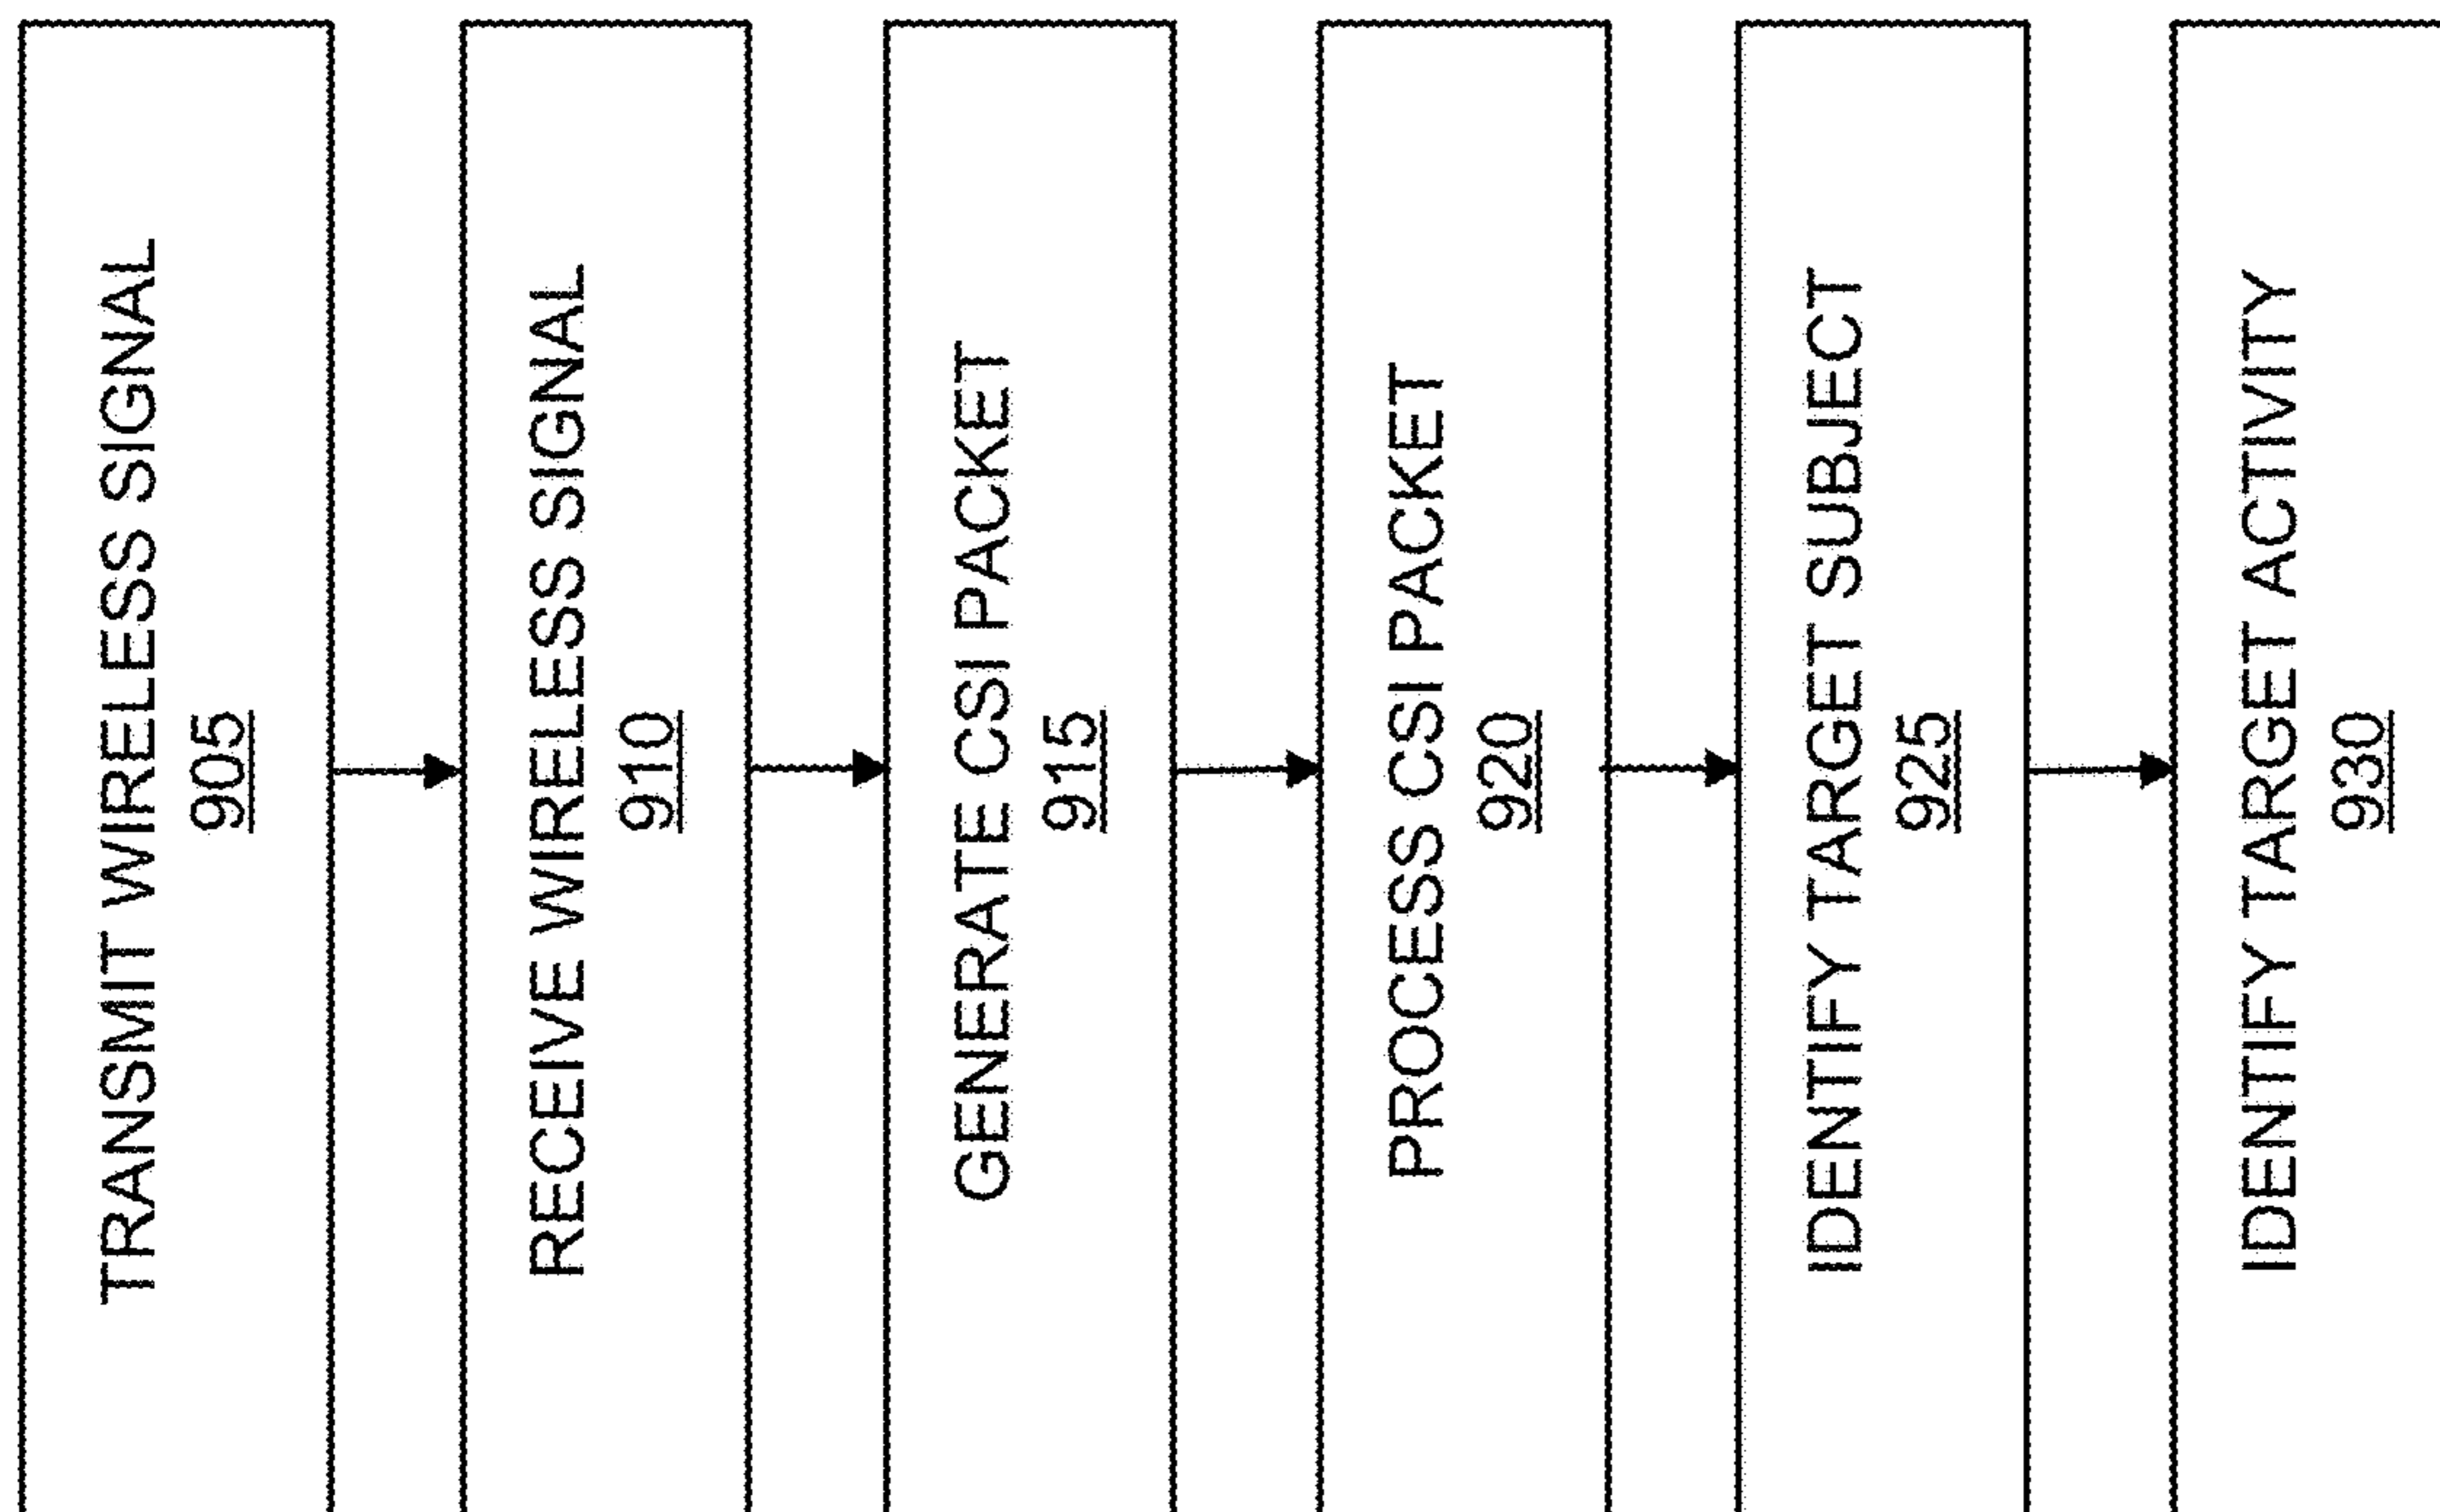 TRANSMIT WIRELESS SIGNAL
905
RECEIVE WIRELESS SIGNAL
910
GENERATE CSI PACKET
915
PROCESS CSI PACKET
920
IDENTIFY TARGET SUBJECT
925
IDENTIFY TARGET ACTIVITY
930